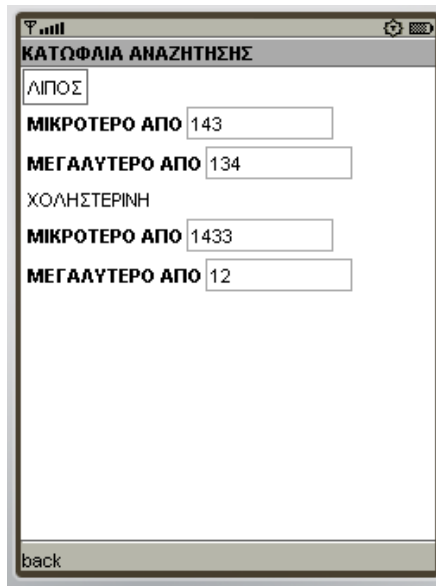 ΚΑΤΩΦΛΙΑ ΑΝΑΖΗΤΗΣΗΣ
ΛΙΠΟΣ
ΜΙΚΡΟΤΕΡΟ ΑΠΟ 143
ΜΕΓΑΛΥΤΕΡΟ ΑΠΟ 134
ΧΟΛΗΣΤΕΡΙΝΗ
ΜΙΚΡΟΤΕΡΟ ΑΠΟ 1433
ΜΕΓΑΛΥΤΕΡΟ ΑΠΟ 12
back